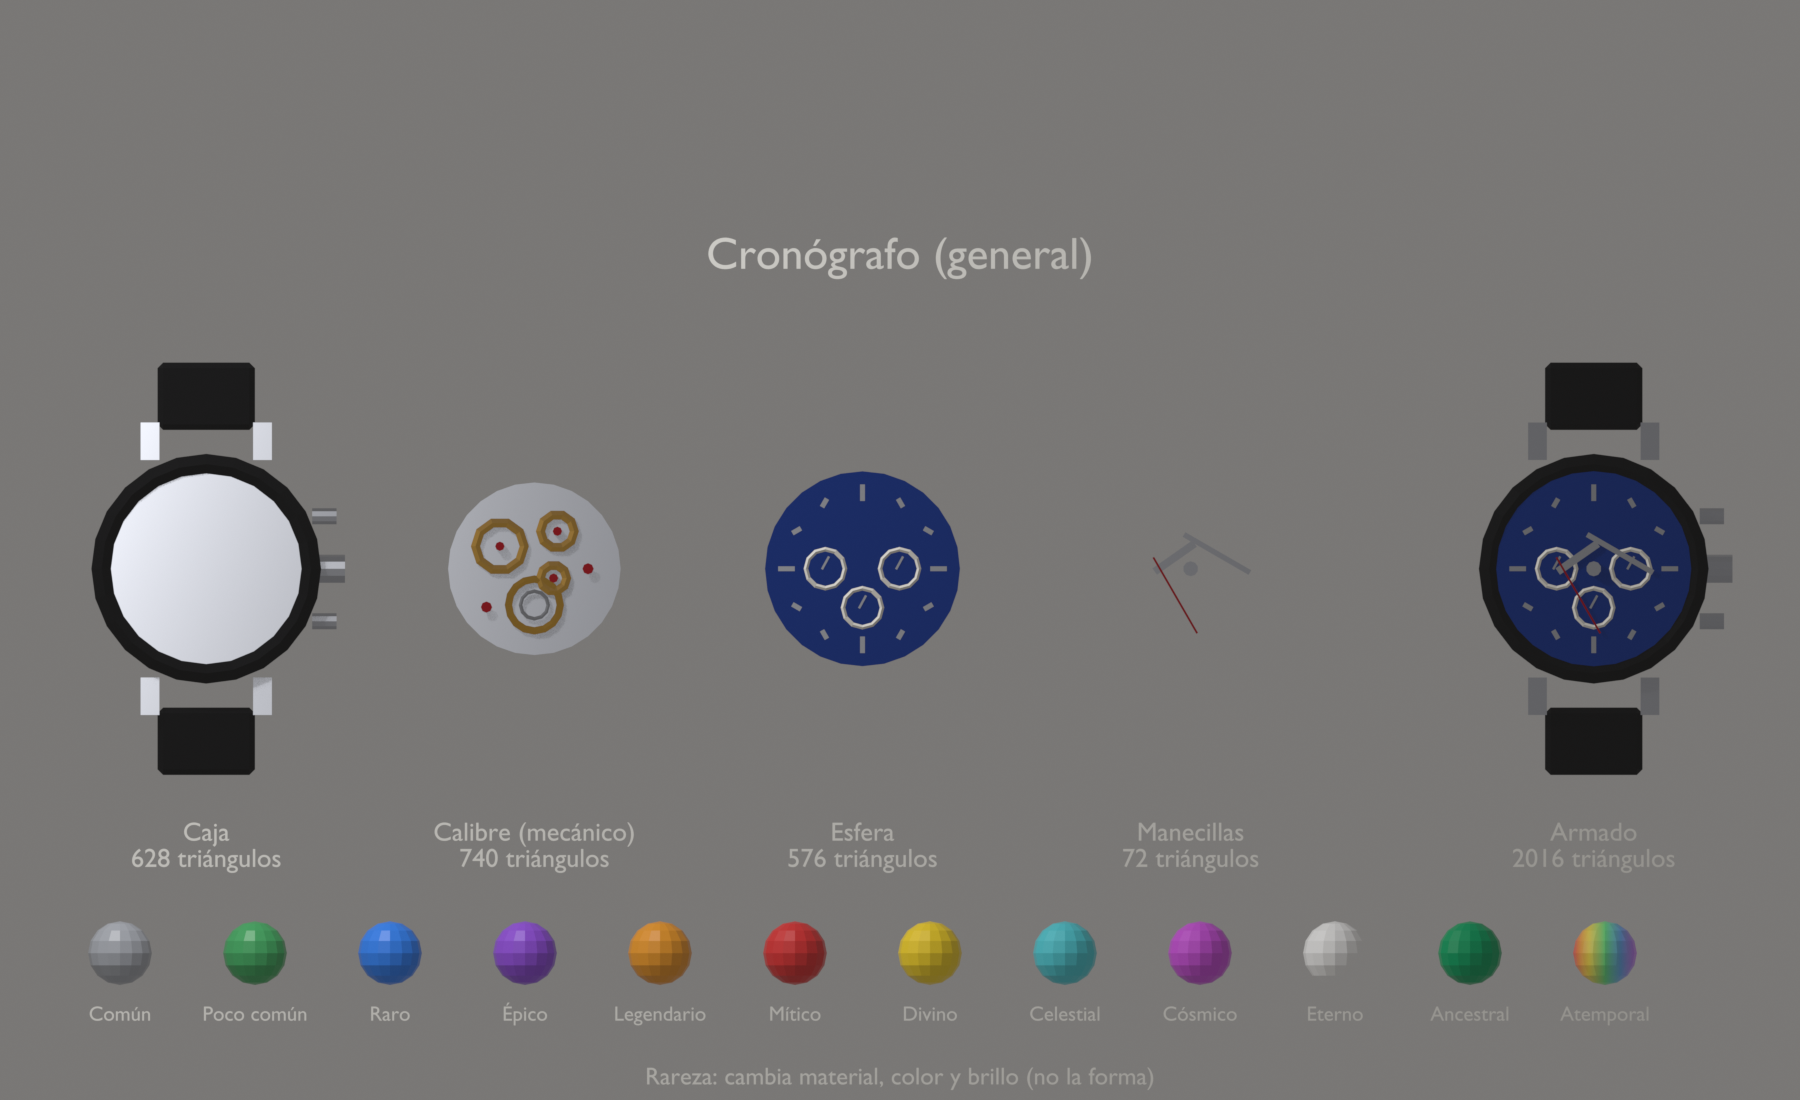 Cronógrafo (general)
Caja
628 triángulos
Calibre (mecánico)
740 triángulos
Esfera
576 triángulos
Manecillas
72 triángulos
Armado
2016 triángulos
Común
Poco común
Raro
Épico
Legendario
Mítico
Divino
Celestial
Cósmico
Eterno
Ancestral
Atemporal
Rareza: cambia material, color y brillo (no la forma)